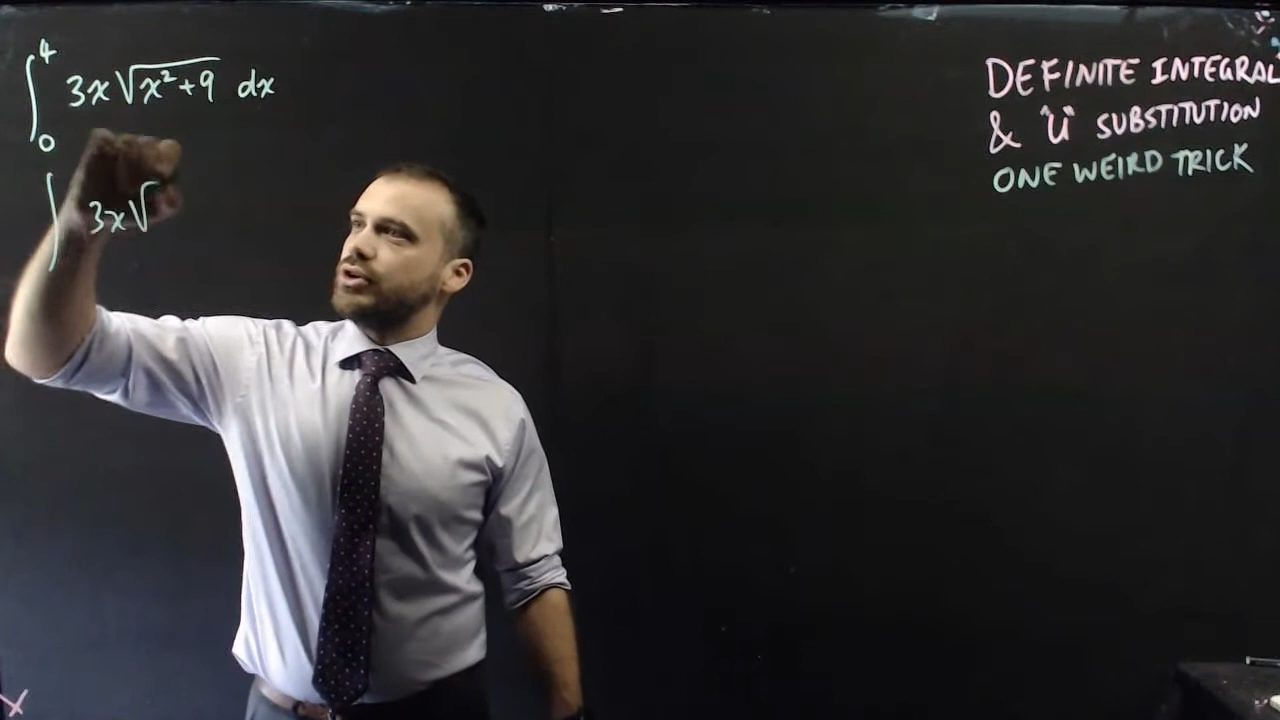 ∫₀⁴ 3x√(x²+9) dx
∫ 3x√
DEFINITE INTEGRAL
& "U" SUBSTITUTION
ONE WEIRD TRICK